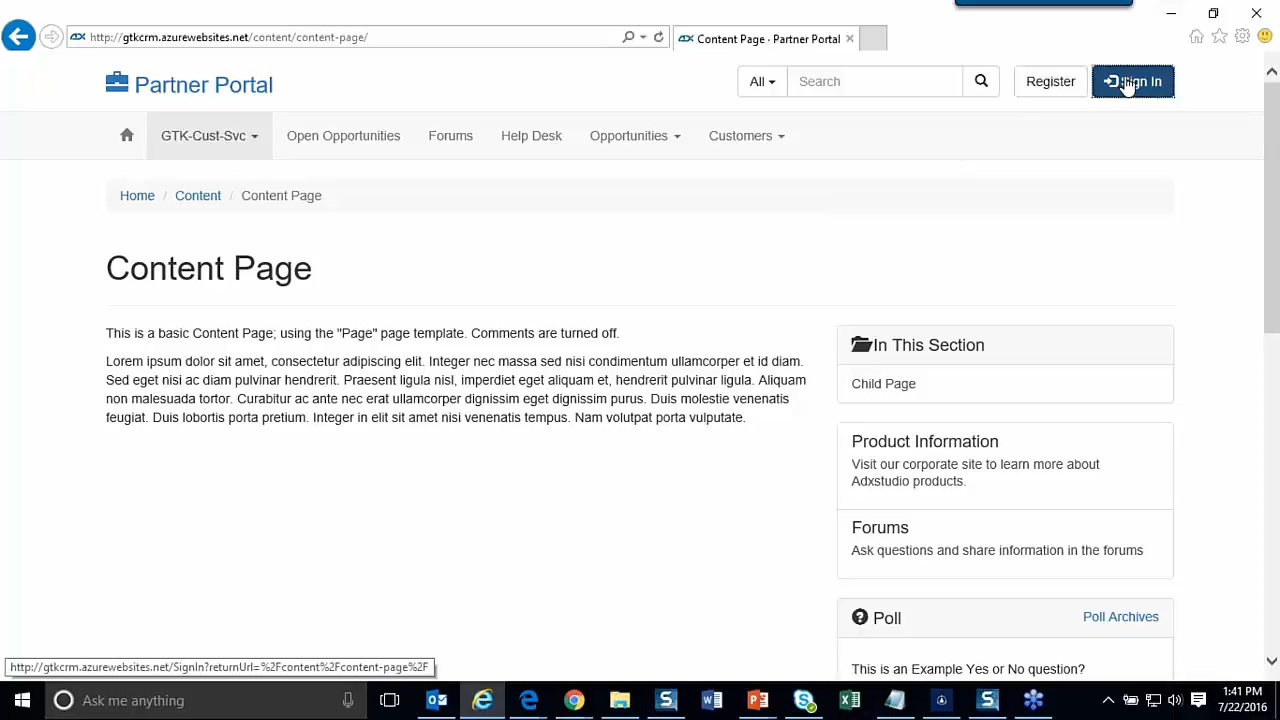 http://gtkcrm.azurewebsites.net/content/content-page/
Content Page · Partner Portal
Partner Portal
All
Search
Register
Sign In
GTK-Cust-Svc
Open Opportunities
Forums
Help Desk
Opportunities
Customers
Home / Content / Content Page
Content Page
This is a basic Content Page; using the "Page" page template. Comments are turned off.
Lorem ipsum dolor sit amet, consectetur adipiscing elit. Integer nec massa sed nisi condimentum ullamcorper et id diam.
Sed eget nisi ac diam pulvinar hendrerit. Praesent ligula nisl, imperdiet eget aliquam et, hendrerit pulvinar ligula. Aliquam
non malesuada tortor. Curabitur ac ante nec erat ullamcorper dignissim eget dignissim purus. Duis molestie venenatis
feugiat. Duis lobortis porta pretium. Integer in elit sit amet nisi venenatis tempus. Nam volutpat porta vulputate.
In This Section
Child Page
Product Information
Visit our corporate site to learn more about
Adxstudio products.
Forums
Ask questions and share information in the forums
Poll
Poll Archives
This is an Example Yes or No question?
http://gtkcrm.azurewebsites.net/SignIn?returnUrl=%2Fcontent%2Fcontent-page%2F
Ask me anything
1:41 PM
7/22/2016